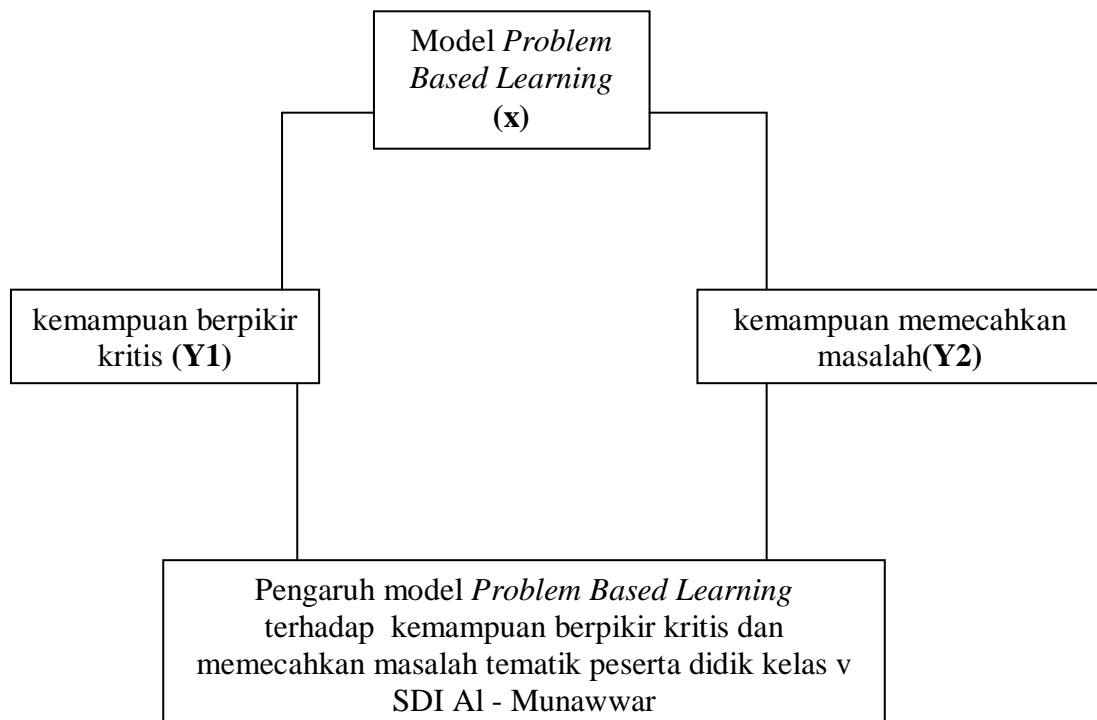 Model Problem
Based Learning
(x)
kemampuan berpikir
kritis (Y1)
kemampuan memecahkan
masalah(Y2)
Pengaruh model Problem Based Learning
terhadap kemampuan berpikir kritis dan
memecahkan masalah tematik peserta didik kelas v
SDI Al - Munawwar